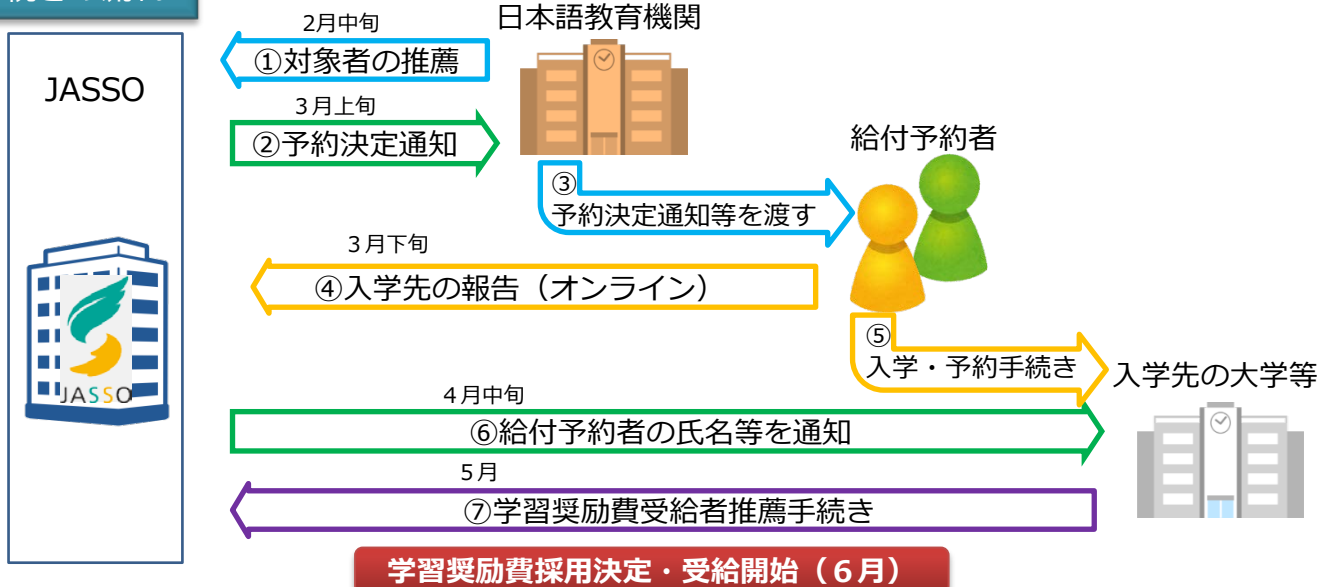 JASSO
2月中旬
①対象者の推薦
日本語教育機関
3月上旬
②予約決定通知
③
予約決定通知等を渡す
給付予約者
3月下旬
④入学先の報告（オンライン）
⑤
入学・予約手続き
入学先の大学等
JASSO
4月中旬
⑥給付予約者の氏名等を通知
5月
⑦学習奨励費受給者推薦手続き
学習奨励費採用決定・受給開始（６月）